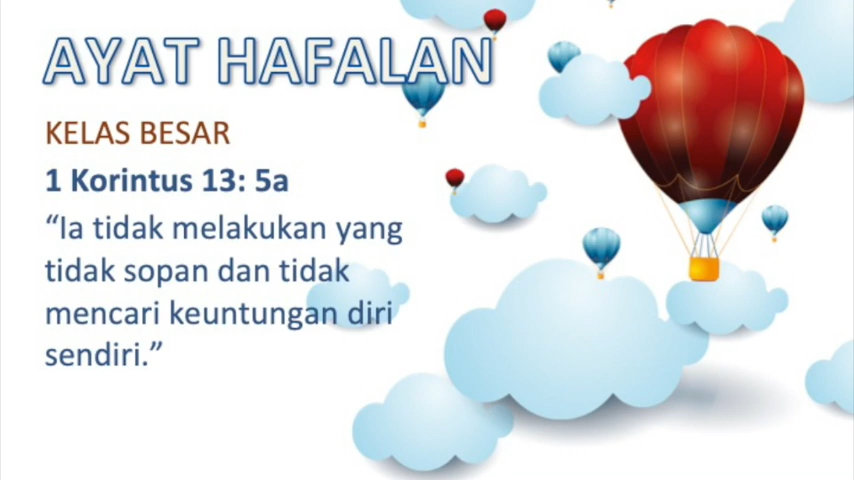 AYAT HAFALAN
KELAS BESAR
1 Korintus 13: 5a
“Ia tidak melakukan yang
tidak sopan dan tidak
mencari keuntungan diri
sendiri.”